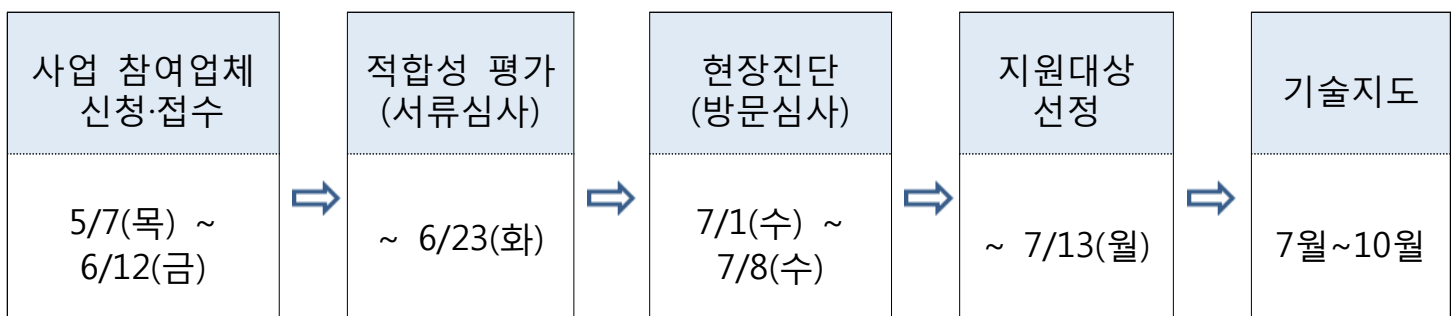 사업 참여업체
신청·접수
5/7(목) ~
6/12(금)
적합성 평가
(서류심사)
~ 6/23(화)
현장진단
(방문심사)
7/1(수) ~
7/8(수)
지원대상
선정
~ 7/13(월)
기술지도
7월~10월